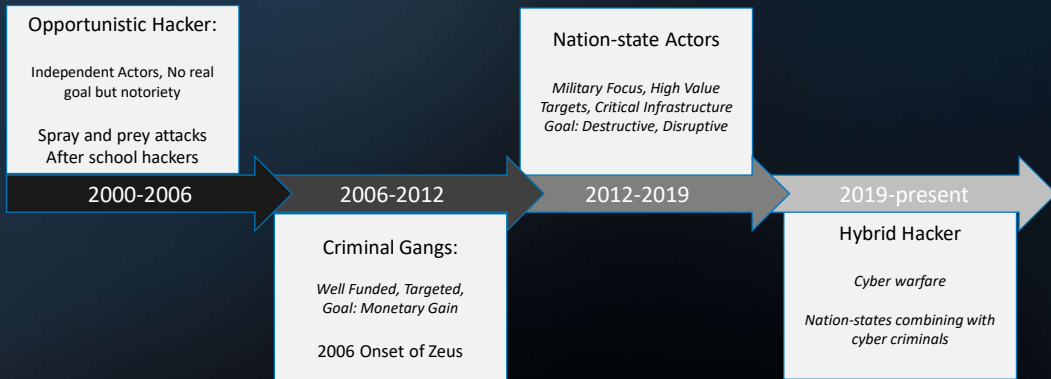 Opportunistic Hacker:
Independent Actors, No real
goal but notoriety
Spray and prey attacks
After school hackers
2000-2006
2006-2012
Criminal Gangs:
Well Funded, Targeted,
Goal: Monetary Gain
2006 Onset of Zeus
Nation-state Actors
Military Focus, High Value
Targets, Critical Infrastructure
Goal: Destructive, Disruptive
2012-2019
2019-present
Hybrid Hacker
Cyber warfare
Nation-states combining with
cyber criminals